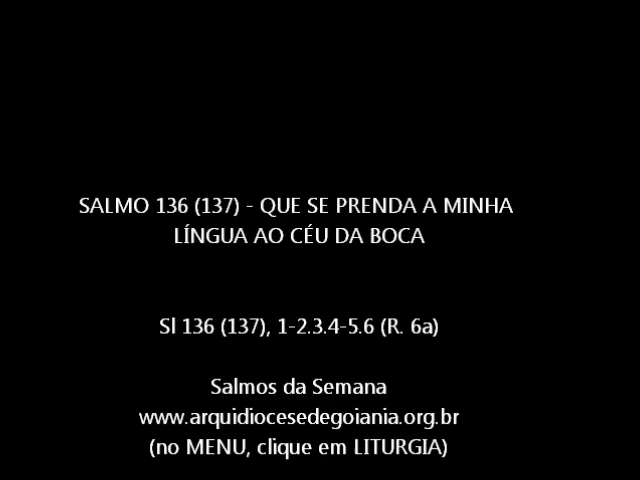 SALMO 136 (137) - QUE SE PRENDA A MINHA
LÍNGUA AO CÉU DA BOCA
Sl 136 (137), 1-2.3.4-5.6 (R. 6a)
Salmos da Semana
www.arquidiocesedegoiania.org.br
(no MENU, clique em LITURGIA)